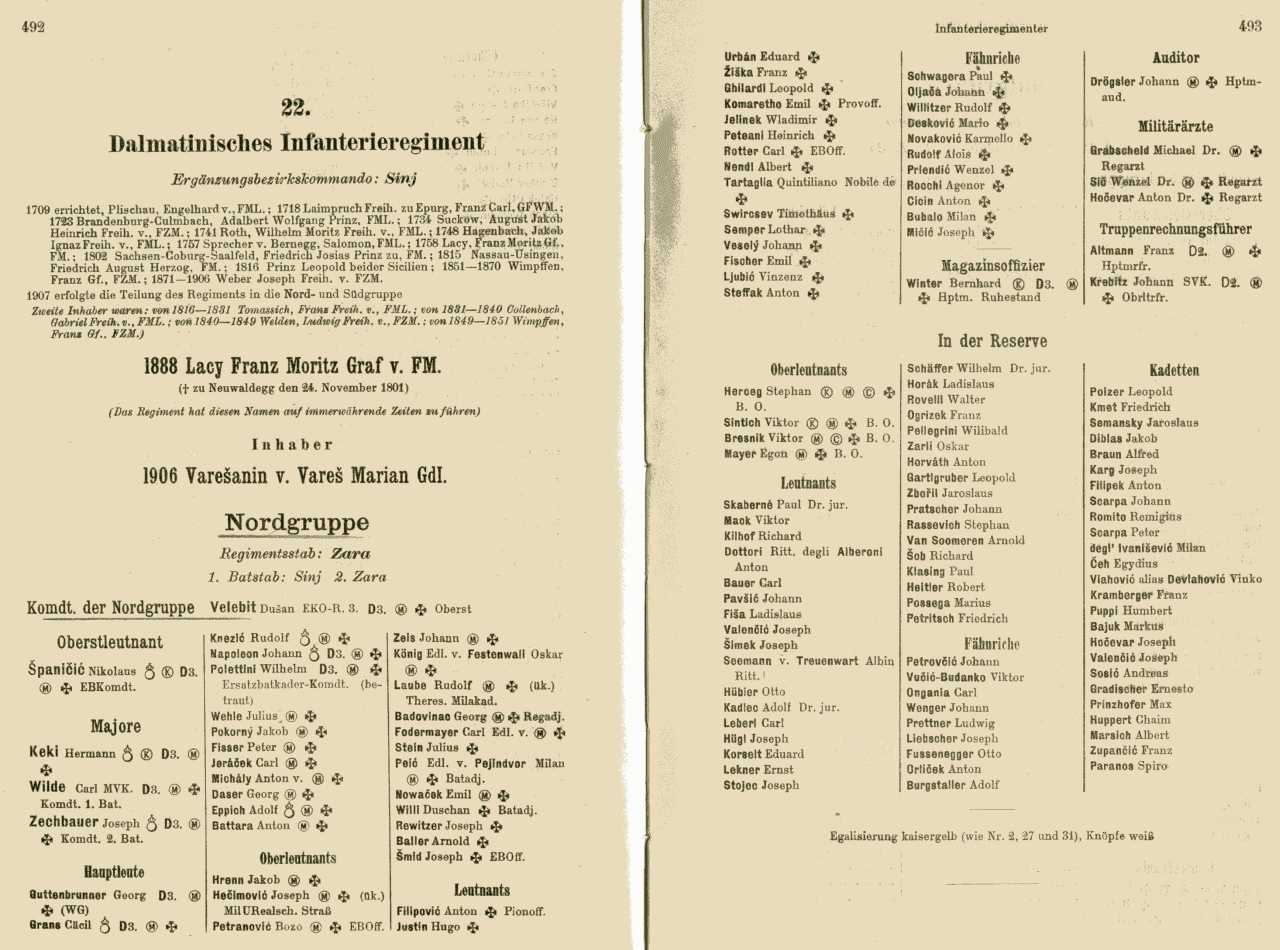 492
22.
Dalmatinisches Infanterieregiment
Ergänzungsbezirkskommando: Sinj
1709 errichtet, Plischau, Engelhard v., FML.; 1718 Laimpruch Freih. zu Epurg, Franz Carl, GFWM.;
1723 Brandenburg-Culmbach, Adalbert Wolfgang Prinz, FML.; 1734 Suckow, August Jakob
Heinrich Freih. v., FZM.; 1741 Roth, Wilhelm Moritz Freih. v., FML.; 1748 Hagenbach, Jakob
Ignaz Freih. v., FML.; 1757 Sprecher v. Bernegg, Salomon, FML.; 1758 Lacy, Franz Moritz Gf.,
FM.; 1802 Sachsen-Coburg-Saalfeld, Friedrich Josias Prinz zu, FM.; 1815 Nassau-Usingen,
Friedrich August Herzog, FM.; 1816 Prinz Leopold beider Sicilien; 1851—1870 Wimpffen,
Franz Gf., FZM.; 1871—1906 Weber Joseph Freih. v. FZM.
1907 erfolgte die Teilung des Regiments in die Nord- und Südgruppe
Zweite Inhaber waren: von 1816—1831 Tomassich, Franz Freih. v., FML.; von 1831—1840 Collenbach,
Gabriel Freih. v., FML.; von 1840—1849 Welden, Ludwig Freih. v., FZM.; von 1849—1851 Wimpffen,
Franz Gf., FZM.)
1888 Lacy Franz Moritz Graf v. FM.
(† zu Neuwaldegg den 24. November 1801)
(Das Regiment hat diesen Namen auf immerwährende Zeiten zu führen)
Inhaber
1906 Varešanin v. Vareš Marian GdI.
Nordgruppe
Regimentsstab: Zara
1. Batstab: Sinj 2. Zara
Komdt. der Nordgruppe Velebit Dušan EKO-R. 3. D3. Ⓜ ✠ Oberst
Oberstleutnant
Španičić Nikolaus Ⓚ D3.
Ⓜ ✠ EBKomdt.
Majore
Keki Hermann Ⓚ D3. Ⓜ
✠
Wilde Carl MVK. D3. Ⓜ ✠
Komdt. 1. Bat.
Zechbauer Joseph D3. Ⓜ
✠ Komdt. 2. Bat.
Hauptleute
Guttenbrunner Georg D3. Ⓜ
✠ (WG)
Grans Cäcil D3. Ⓜ ✠
Knezić Rudolf Ⓜ ✠
Napoleon Johann D3. Ⓜ ✠
Polettini Wilhelm D3. Ⓜ ✠
Ersatzbatkader-Komdt. (be-
traut)
Wehle Julius Ⓜ ✠
Pokorný Jakob Ⓜ ✠
Fisser Peter Ⓜ ✠
Jeráček Carl Ⓜ ✠
Michály Anton v. Ⓜ ✠
Daser Georg Ⓜ ✠
Eppich Adolf Ⓜ ✠
Battara Anton Ⓜ ✠
Oberleutnants
Hrenn Jakob Ⓜ ✠
Hećimović Joseph Ⓜ ✠ (ük.)
MilURealsch. Straß
Petranović Bozo Ⓜ ✠ EBOff.
Zeis Johann Ⓜ ✠
König Edl. v. Festenwall Oskar
Ⓜ ✠
Laube Rudolf Ⓜ ✠ (ük.)
Theres. Milakad.
Badovinac Georg Ⓜ ✠ Regadj.
Fodermayer Carl Edl. v. Ⓜ ✠
Stein Julius ✠
Peić Edl. v. Pejindvor Milan
Ⓜ ✠ Batadj.
Nowaček Emil Ⓜ ✠
Willi Duschan ✠ Batadj.
Rewitzer Joseph ✠
Baller Arnold ✠
Šmid Joseph ✠ EBOff.
Leutnants
Filipović Anton ✠ Pionoff.
Justin Hugo ✠
Infanterieregimenter
493
Urbán Eduard ✠
Žiška Franz ✠
Ghilardi Leopold ✠
Komaretho Emil ✠ Provoff.
Jelinek Wladimir ✠
Peteani Heinrich ✠
Rotter Carl ✠ EBOff.
Nendl Albert ✠
Tartaglia Quintiliano Nobile de
✠
Swircsev Timothäus ✠
Semper Lothar ✠
Veselý Johann ✠
Fischer Emil ✠
Ljubić Vinzenz ✠
Steffak Anton ✠
Fähnriche
Schwagera Paul ✠
Oljača Johann ✠
Willitzer Rudolf ✠
Desković Mario ✠
Novaković Karmello ✠
Rudolf Alois ✠
Prlendić Wenzel ✠
Rocchi Agenor ✠
Cicin Anton ✠
Bubalo Milan ✠
Mičić Joseph ✠
Magazinsoffizier
Winter Bernhard Ⓚ D3. Ⓜ
✠ Hptm. Ruhestand
Auditor
Drögsler Johann Ⓜ ✠ Hptm-
aud.
Militärärzte
Grabscheid Michael Dr. Ⓜ ✠
Regarzt
Sič Wenzel Dr. Ⓜ ✠ Regarzt
Hočevar Anton Dr. ✠ Regarzt
Truppenrechnungsführer
Altmann Franz D2. Ⓜ ✠
Hptmrfr.
Krebitz Johann SVK. D2. Ⓜ
✠ Obrltrfr.
In der Reserve
Oberleutnants
Herceg Stephan Ⓚ Ⓜ Ⓒ ✠
B. O.
Sintich Viktor Ⓚ Ⓜ ✠ B. O.
Bresnik Viktor Ⓜ Ⓒ ✠ B. O.
Mayer Egon Ⓜ ✠ B. O.
Leutnants
Skaberné Paul Dr. jur.
Mack Viktor
Kilhof Richard
Dottori Ritt. degli Alberoni
Anton
Bauer Carl
Pavšić Johann
Fiša Ladislaus
Valenčič Joseph
Šimek Joseph
Seemann v. Treuenwart Albin
Ritt.
Hübler Otto
Kadlec Adolf Dr. jur.
Leberl Carl
Hügl Joseph
Korselt Eduard
Lekner Ernst
Stojec Joseph
Schäffer Wilhelm Dr. jur.
Horák Ladislaus
Rovelli Walter
Ogrizek Franz
Pellegrini Wilibald
Zarli Oskar
Horváth Anton
Gartlgruber Leopold
Zbořil Jaroslaus
Pratscher Johann
Rassevich Stephan
Van Soomeren Arnold
Šob Richard
Klasing Paul
Heitler Robert
Possega Marius
Petritsch Friedrich
Fähnriche
Petrovčić Johann
Vučić-Budanko Viktor
Ongania Carl
Wenger Johann
Prettner Ludwig
Liebscher Joseph
Fussenegger Otto
Orliček Anton
Burgstaller Adolf
Kadetten
Polzer Leopold
Kmet Friedrich
Semansky Jaroslaus
Diblas Jakob
Braun Alfred
Karg Joseph
Filipek Anton
Scarpa Johann
Romito Remigius
Scarpa Peter
degl' Ivanišević Milan
Čeh Egydius
Vlahović alias Devlahović Vinko
Kramberger Franz
Puppi Humbert
Bajuk Markus
Hočevar Joseph
Valenčič Joseph
Sosić Andreas
Gradischer Ernesto
Prinzhofer Max
Huppert Chaim
Marsich Albert
Zupančič Franz
Paranos Spiro
Egalisierung kaisergelb (wie Nr. 2, 27 und 31), Knöpfe weiß